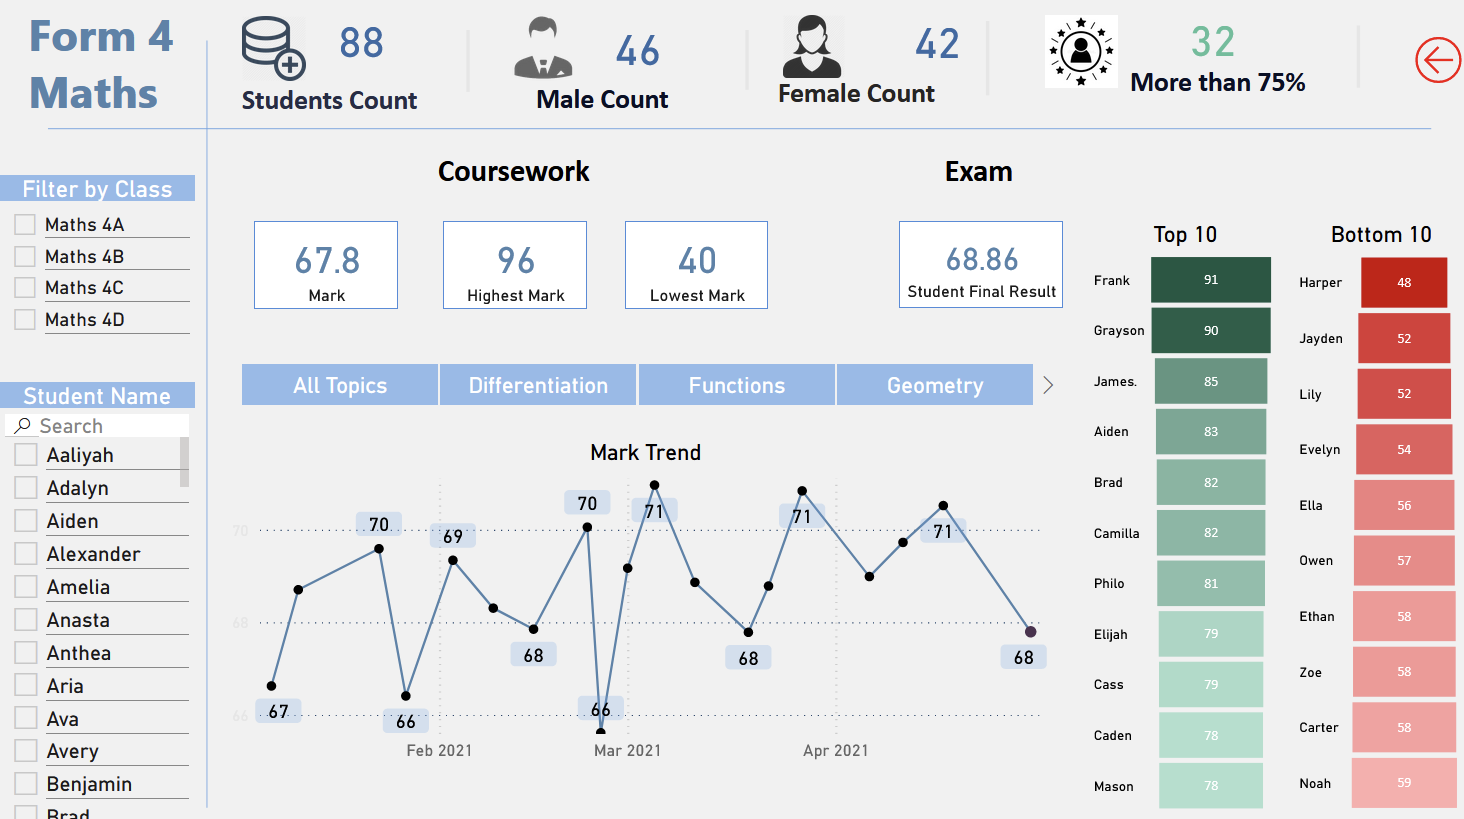 Form 4
Maths
88
Students Count
46
Male Count
42
Female Count
32
More than 75%
Filter by Class
Maths 4A
Maths 4B
Maths 4C
Maths 4D
Student Name
Search
Aaliyah
Adalyn
Aiden
Alexander
Amelia
Anasta
Anthea
Aria
Ava
Avery
Benjamin
Brad
Coursework
67.8
Mark
96
Highest Mark
40
Lowest Mark
Exam
68.86
Student Final Result
All Topics
Differentiation
Functions
Geometry
Mark Trend
70
68
66
67
70
66
69
68
70
66
71
68
71
71
68
Feb 2021
Mar 2021
Apr 2021
Top 10
Frank 91
Grayson 90
James. 85
Aiden 83
Brad 82
Camilla 82
Philo 81
Elijah 79
Cass 79
Caden 78
Mason 78
Bottom 10
Harper 48
Jayden 52
Lily 52
Evelyn 54
Ella 56
Owen 57
Ethan 58
Zoe 58
Carter 58
Noah 59